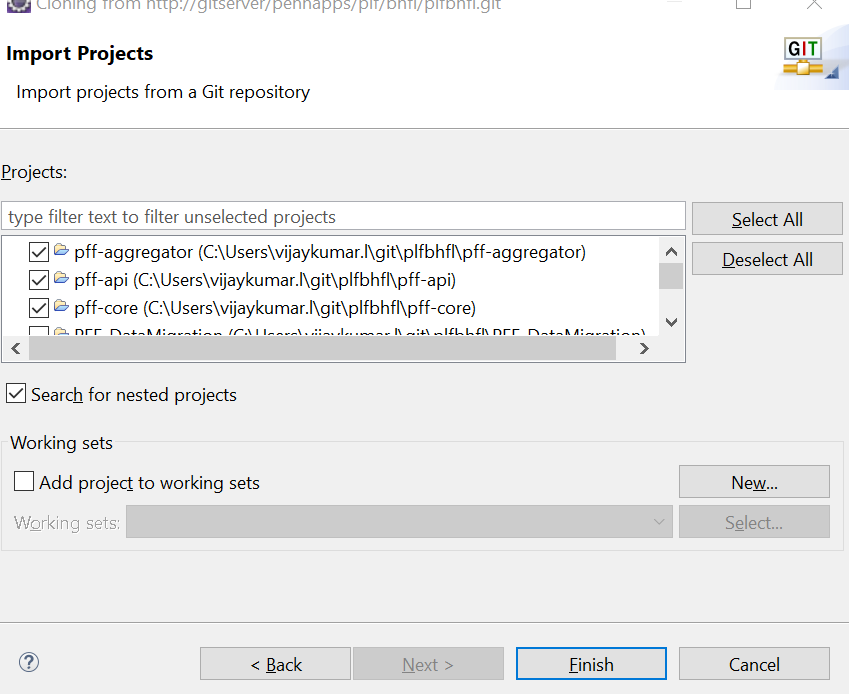 Cloning from http://gitserver/pennapps/plf/bhfl/plfbhfl.git
Import Projects
GIT
Import projects from a Git repository
Projects:
type filter text to filter unselected projects
Select All
pff-aggregator (C:\Users\vijaykumar.l\git\plfbhfl\pff-aggregator)
Deselect All
pff-api (C:\Users\vijaykumar.l\git\plfbhfl\pff-api)
pff-core (C:\Users\vijaykumar.l\git\plfbhfl\pff-core)
PFF-DataMigration (C:\Users\vijaykumar.l\git\plfbhfl\PFF-DataMigration)
Search for nested projects
Working sets
Add project to working sets
New...
Working sets:
Select...
?
< Back
Next >
Finish
Cancel